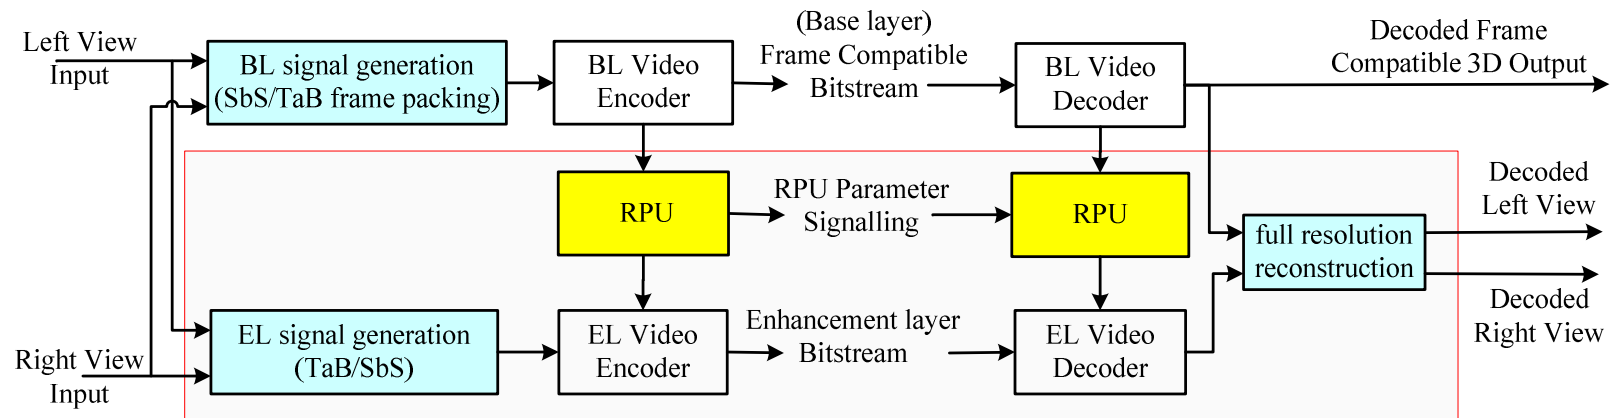 Left View
Input
BL signal generation
(SbS/TaB frame packing)
BL Video
Encoder
(Base layer)
Frame Compatible
Bitstream
BL Video
Decoder
Decoded Frame
Compatible 3D Output
RPU
RPU Parameter
Signalling
RPU
full resolution
reconstruction
Decoded
Left View
Decoded
Right View
Right View
Input
EL signal generation
(TaB/SbS)
EL Video
Encoder
Enhancement layer
Bitstream
EL Video
Decoder